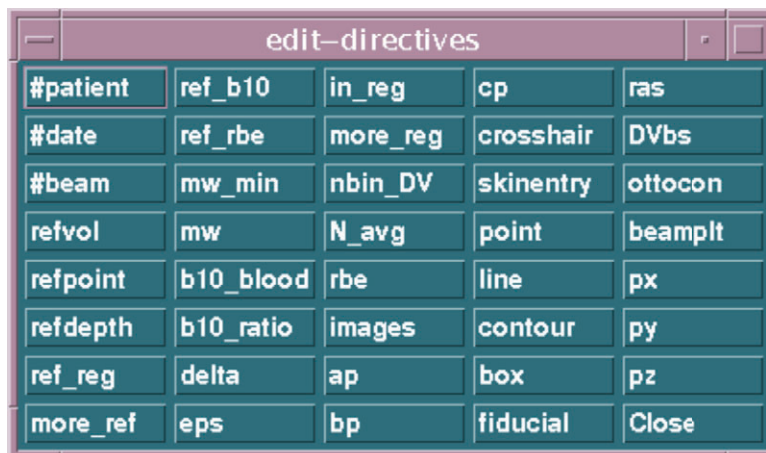 edit-directives
#patient ref_b10 in_reg cp ras
#date ref_rbe more_reg crosshair DVbs
#beam mw_min nbin_DV skinentry ottocon
refvol mw N_avg point beamplt
refpoint b10_blood rbe line px
refdepth b10_ratio images contour py
ref_reg delta ap box pz
more_ref eps bp fiducial Close